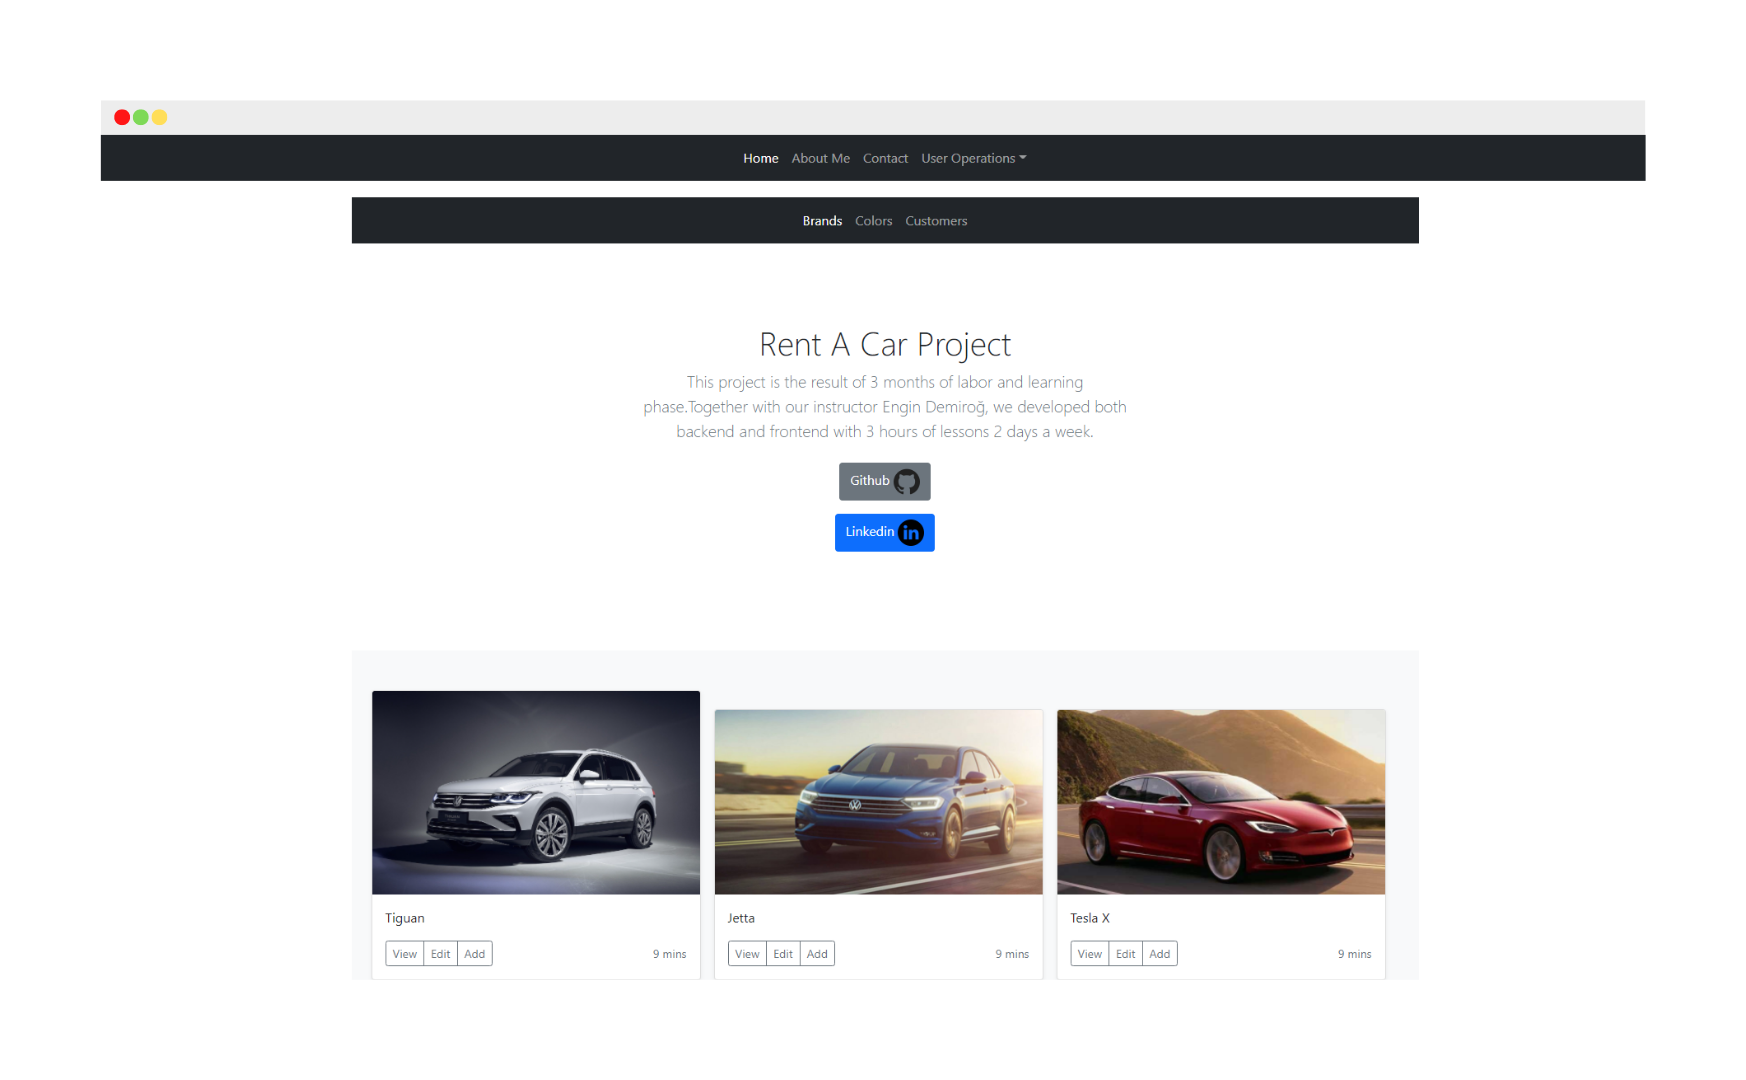 Home About Me Contact User Operations
Brands Colors Customers
Rent A Car Project
This project is the result of 3 months of labor and learning
phase.Together with our instructor Engin Demiroğ, we developed both
backend and frontend with 3 hours of lessons 2 days a week.
Github
Linkedin in
Tiguan
View Edit Add 9 mins
Jetta
View Edit Add 9 mins
Tesla X
View Edit Add 9 mins